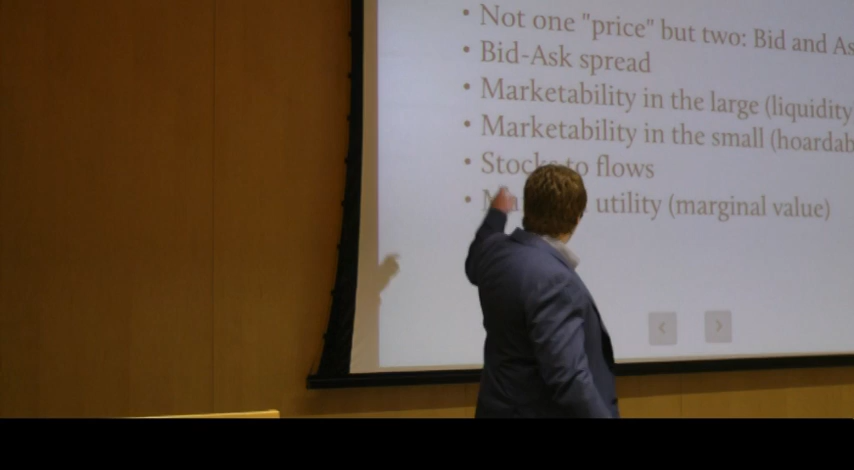 • Not one "price" but two: Bid and As
• Bid-Ask spread
• Marketability in the large (liquidity
• Marketability in the small (hoardab
• Stocks to flows
• utility (marginal value)